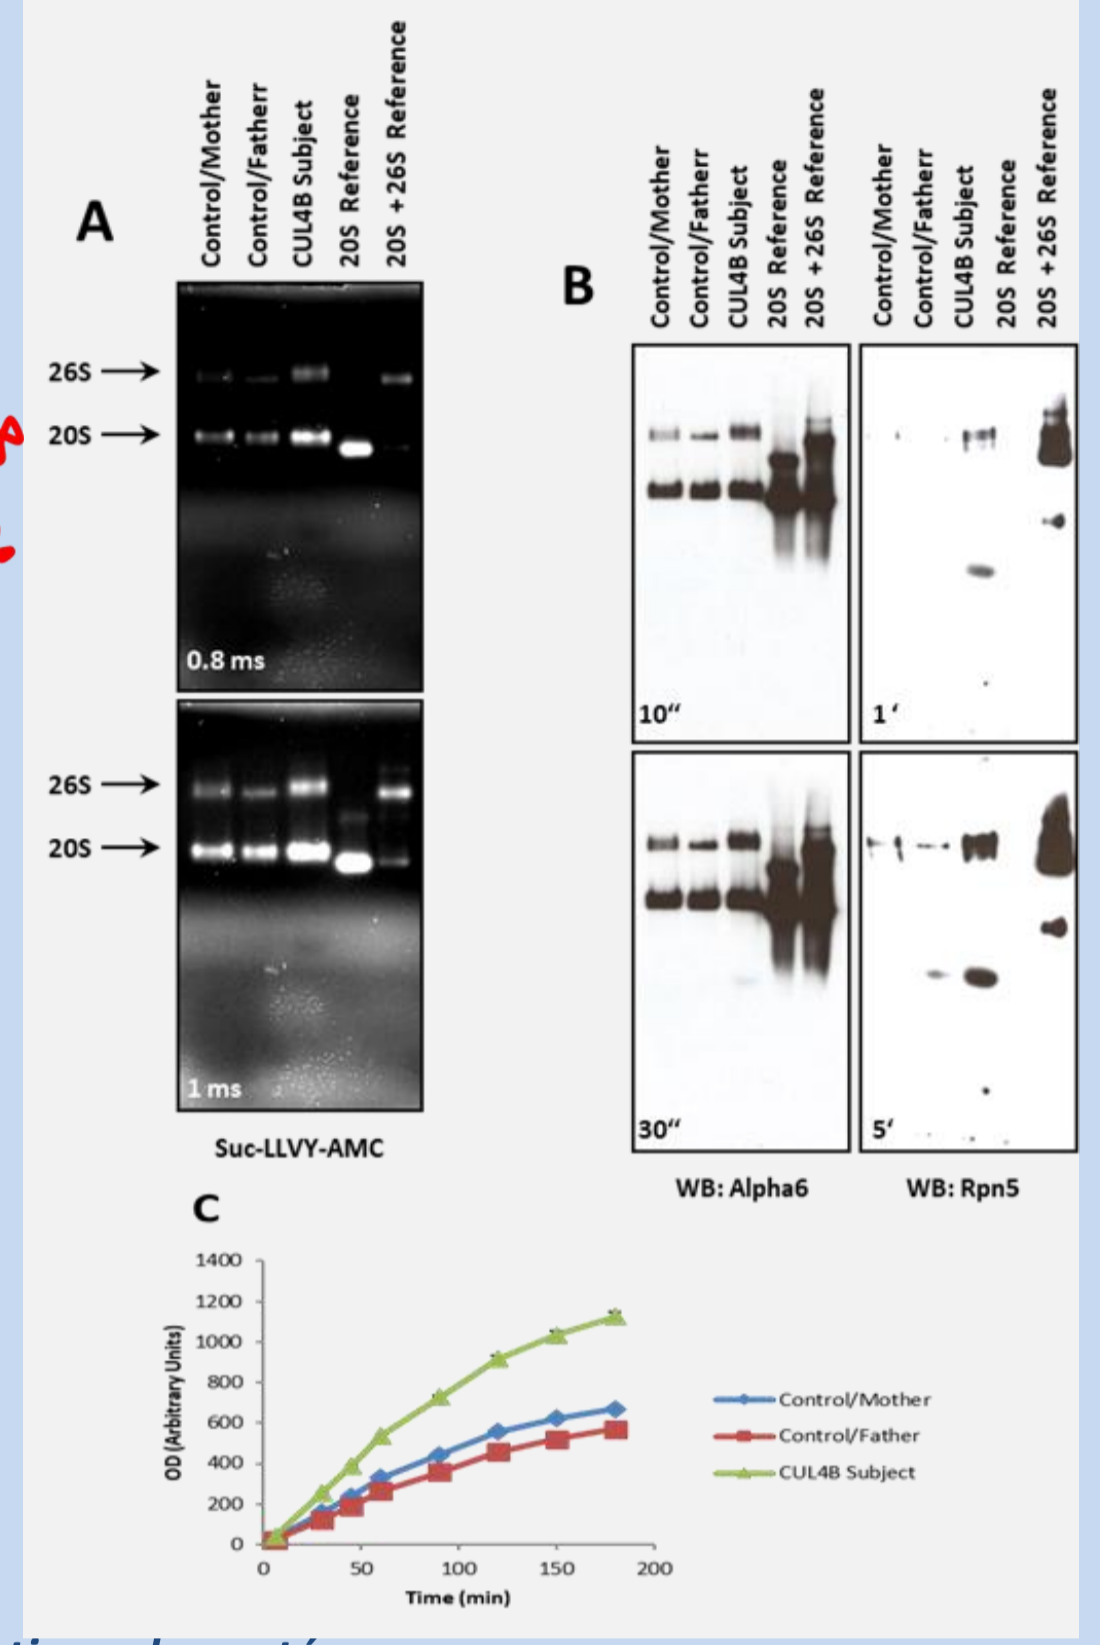 A
Control/Mother
Control/Fatherr
CUL4B Subject
20S Reference
20S +26S Reference
26S
20S
0.8 ms
26S
20S
1 ms
Suc-LLVY-AMC
B
Control/Mother
Control/Fatherr
CUL4B Subject
20S Reference
20S +26S Reference
Control/Mother
Control/Fatherr
CUL4B Subject
20S Reference
20S +26S Reference
10‘‘
1‘
30‘‘
5‘
WB: Alpha6
WB: Rpn5
C
OD (Arbitrary Units)
1400
1200
1000
800
600
400
200
0
0 50 100 150 200
Time (min)
Control/Mother
Control/Father
CUL4B Subject